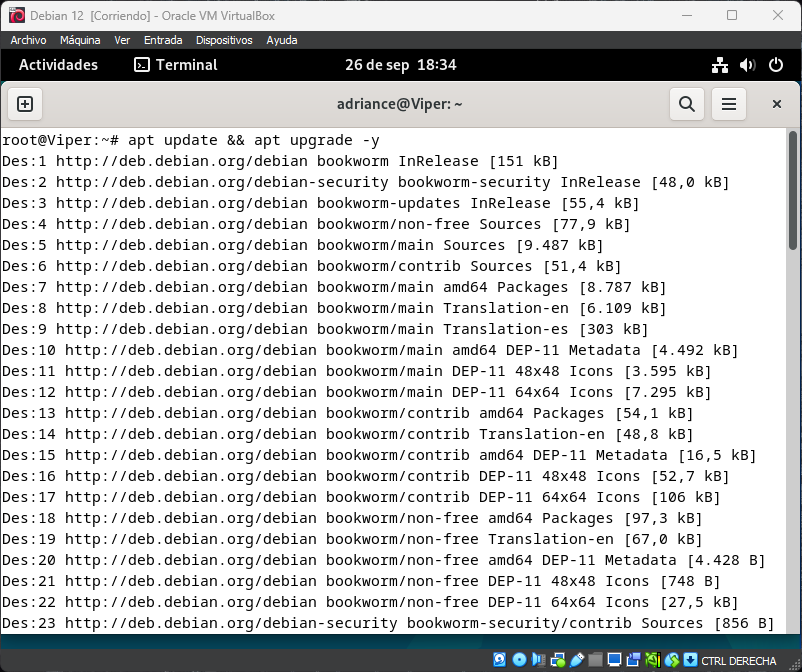 Debian 12 [Corriendo] - Oracle VM VirtualBox
Archivo Máquina Ver Entrada Dispositivos Ayuda
Actividades Terminal 26 de sep 18:34
adriance@Viper: ~
root@Viper:~# apt update && apt upgrade -y
Des:1 http://deb.debian.org/debian bookworm InRelease [151 kB]
Des:2 http://deb.debian.org/debian-security bookworm-security InRelease [48,0 kB]
Des:3 http://deb.debian.org/debian bookworm-updates InRelease [55,4 kB]
Des:4 http://deb.debian.org/debian bookworm/non-free Sources [77,9 kB]
Des:5 http://deb.debian.org/debian bookworm/main Sources [9.487 kB]
Des:6 http://deb.debian.org/debian bookworm/contrib Sources [51,4 kB]
Des:7 http://deb.debian.org/debian bookworm/main amd64 Packages [8.787 kB]
Des:8 http://deb.debian.org/debian bookworm/main Translation-en [6.109 kB]
Des:9 http://deb.debian.org/debian bookworm/main Translation-es [303 kB]
Des:10 http://deb.debian.org/debian bookworm/main amd64 DEP-11 Metadata [4.492 kB]
Des:11 http://deb.debian.org/debian bookworm/main DEP-11 48x48 Icons [3.595 kB]
Des:12 http://deb.debian.org/debian bookworm/main DEP-11 64x64 Icons [7.295 kB]
Des:13 http://deb.debian.org/debian bookworm/contrib amd64 Packages [54,1 kB]
Des:14 http://deb.debian.org/debian bookworm/contrib Translation-en [48,8 kB]
Des:15 http://deb.debian.org/debian bookworm/contrib amd64 DEP-11 Metadata [16,5 kB]
Des:16 http://deb.debian.org/debian bookworm/contrib DEP-11 48x48 Icons [52,7 kB]
Des:17 http://deb.debian.org/debian bookworm/contrib DEP-11 64x64 Icons [106 kB]
Des:18 http://deb.debian.org/debian bookworm/non-free amd64 Packages [97,3 kB]
Des:19 http://deb.debian.org/debian bookworm/non-free Translation-en [67,0 kB]
Des:20 http://deb.debian.org/debian bookworm/non-free amd64 DEP-11 Metadata [4.428 B]
Des:21 http://deb.debian.org/debian bookworm/non-free DEP-11 48x48 Icons [748 B]
Des:22 http://deb.debian.org/debian bookworm/non-free DEP-11 64x64 Icons [27,5 kB]
Des:23 http://deb.debian.org/debian-security bookworm-security/contrib Sources [856 B]
CTRL DERECHA